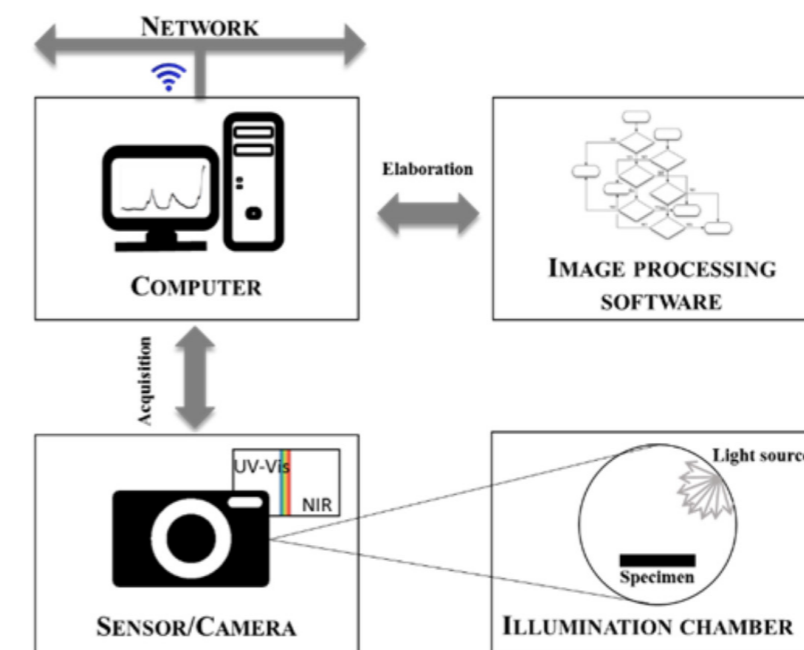 NETWORK
Elaboration
COMPUTER
IMAGE PROCESSING
SOFTWARE
Acquisition
UV-Vis
NIR
Light source
Specimen
SENSOR/CAMERA
ILLUMINATION CHAMBER